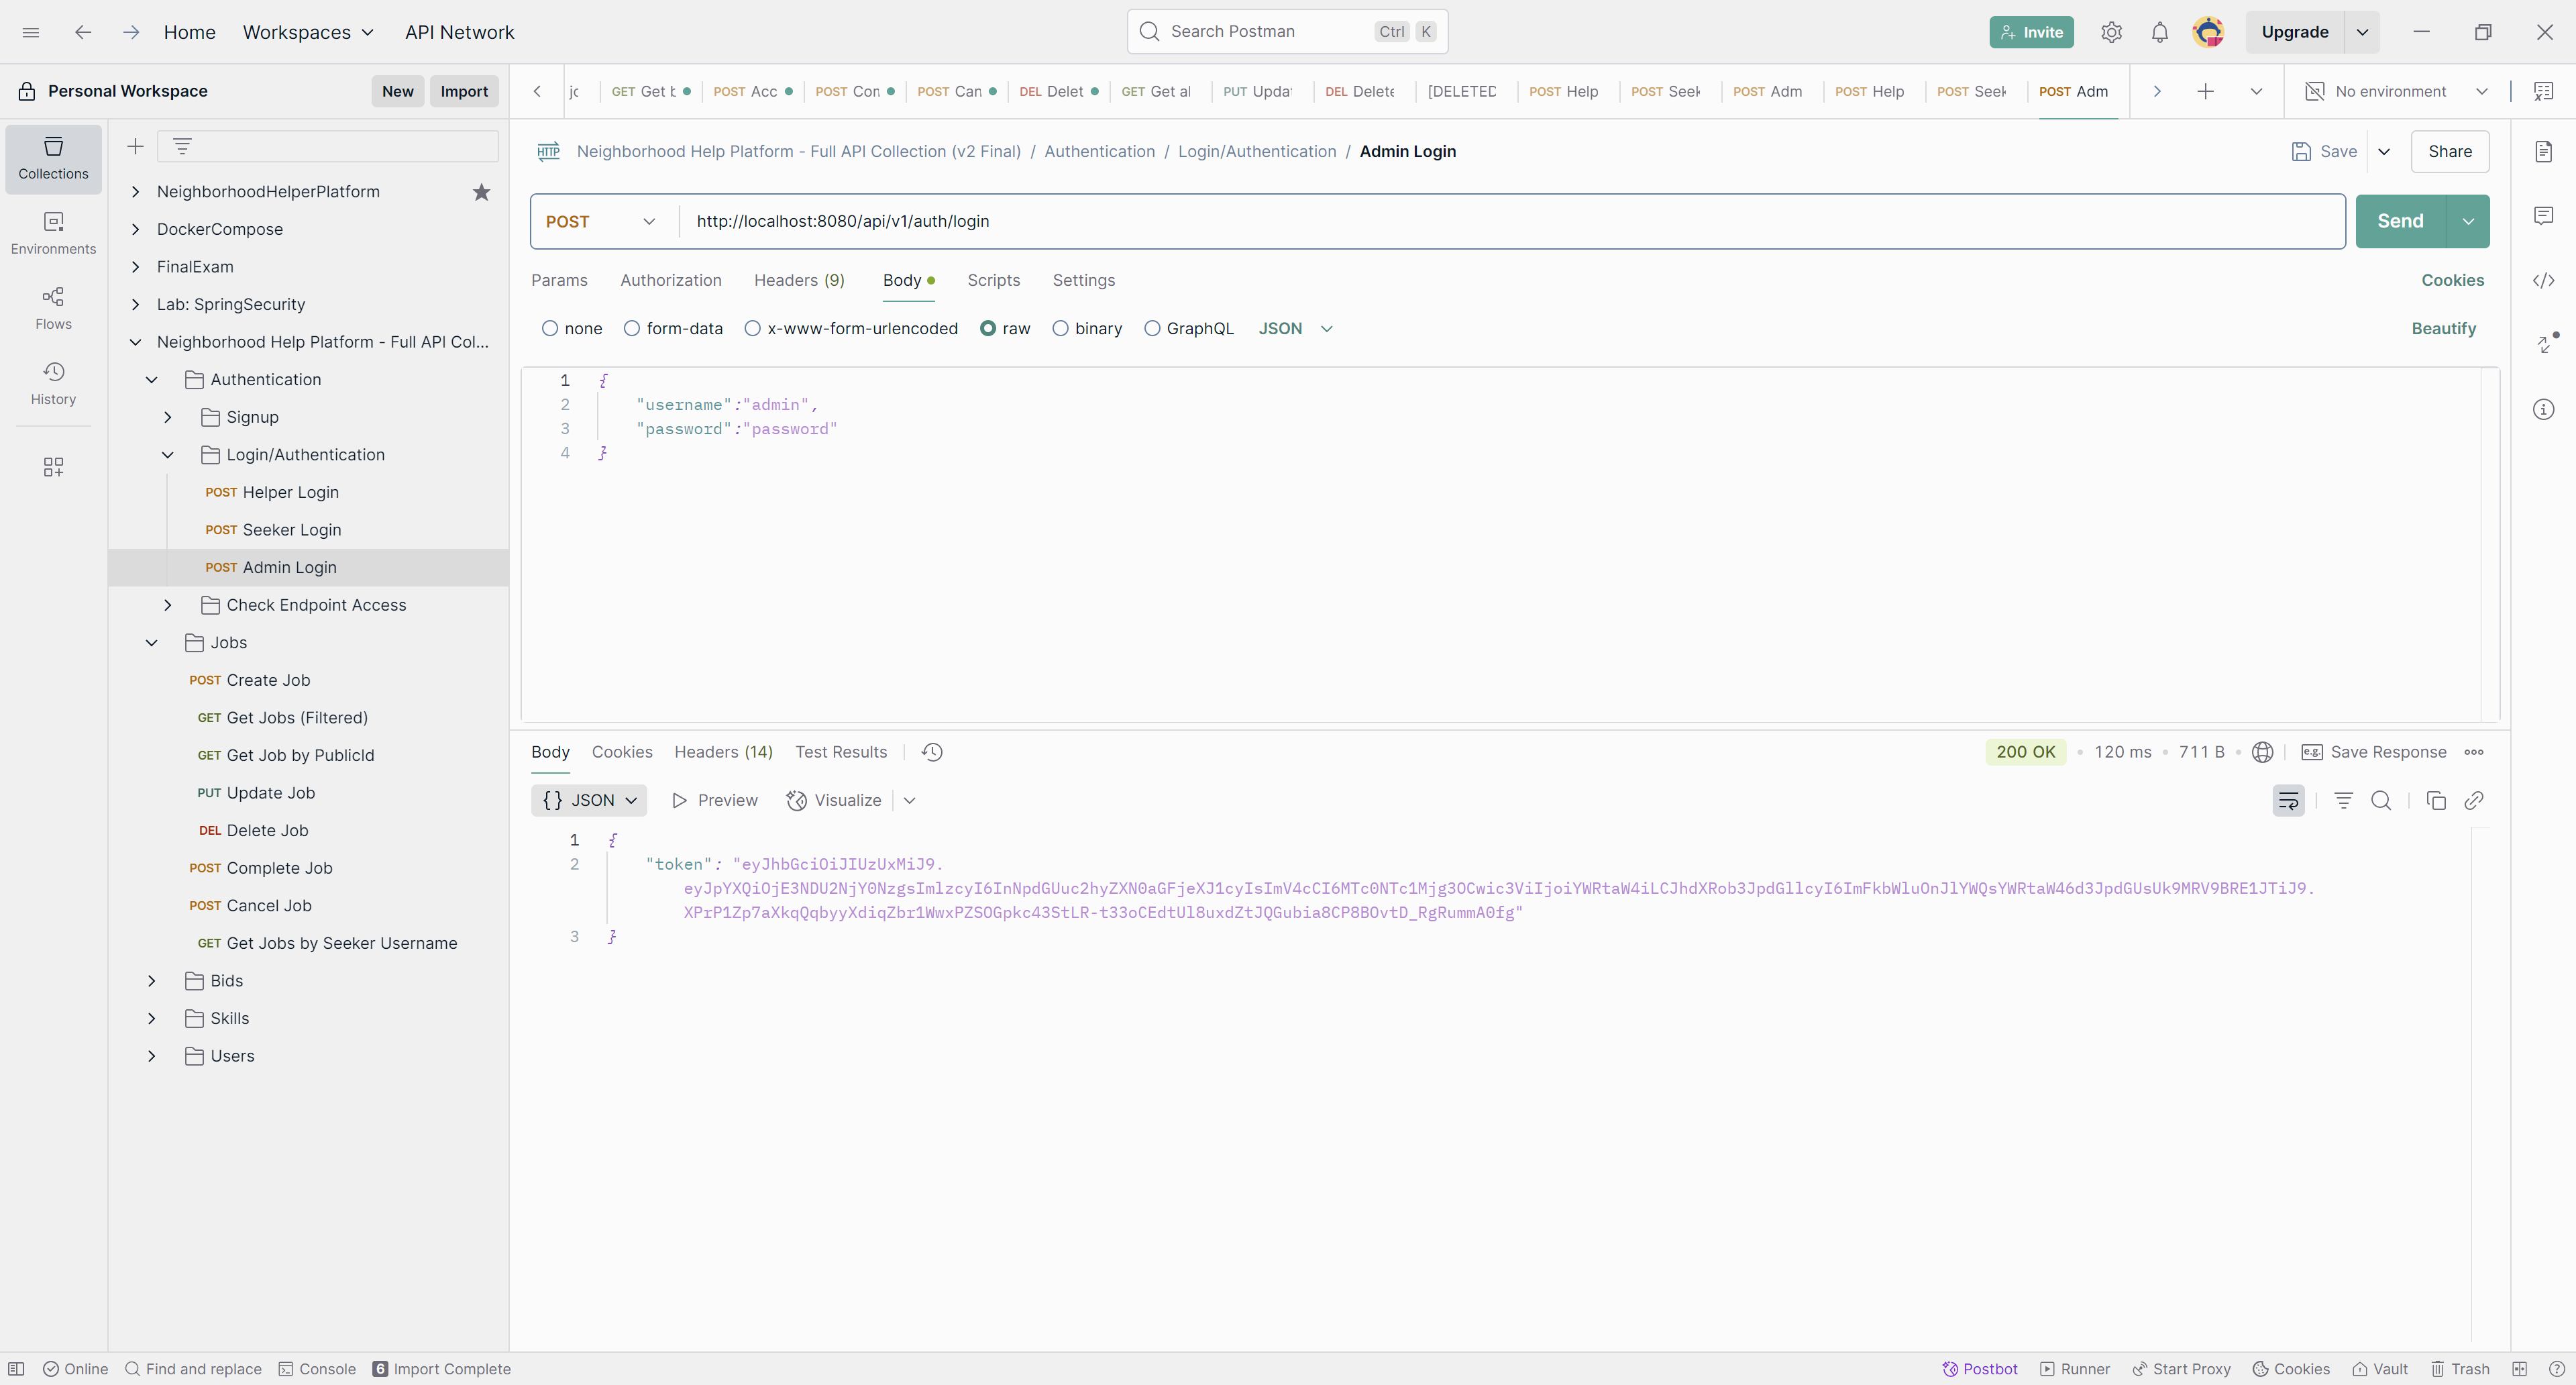 Home
Workspaces
API Network
Search Postman
Ctrl
K
Invite
Upgrade
Personal Workspace
New
Import
GET Get b
POST Acc
POST Con
POST Can
DEL Delet
GET Get al
PUT Updat
DEL Delete
[DELETED
POST Help
POST Seek
POST Adm
POST Help
POST Seek
POST Adm
No environment
Collections
Environments
Flows
History
NeighborhoodHelperPlatform
DockerCompose
FinalExam
Lab: SpringSecurity
Neighborhood Help Platform - Full API Col...
Authentication
Signup
Login/Authentication
POST Helper Login
POST Seeker Login
POST Admin Login
Check Endpoint Access
Jobs
POST Create Job
GET Get Jobs (Filtered)
GET Get Job by PublicId
PUT Update Job
DEL Delete Job
POST Complete Job
POST Cancel Job
GET Get Jobs by Seeker Username
Bids
Skills
Users
HTTP Neighborhood Help Platform - Full API Collection (v2 Final) / Authentication / Login/Authentication / Admin Login
Save
Share
POST
http://localhost:8080/api/v1/auth/login
Send
Params
Authorization
Headers (9)
Body
Scripts
Settings
Cookies
none
form-data
x-www-form-urlencoded
raw
binary
GraphQL
JSON
Beautify
1 {
2 "username":"admin",
3 "password":"password"
4 }
Body
Cookies
Headers (14)
Test Results
200 OK
120 ms
711 B
e.g. Save Response
{} JSON
Preview
Visualize
1 {
2 "token": "eyJhbGciOiJIUzUxMiJ9.
eyJpYXQiOjE3NDU2NjY0NzgsImlzcyI6InNpdGUuc2hyZXN0aGFjeXJ1cyIsImV4cCI6MTc0NTc1Mjg3OCwic3ViIjoiYWRtaW4iLCJhdXRob3JpdGllcyI6ImFkbWluOnJlYWQsYWRtaW46d3JpdGUsUk9MRV9BRE1JTiJ9.
XPrP1Zp7aXkqQqbyyXdiqZbr1WwxPZSOGpkc43StLR-t33oCEdtUl8uxdZtJQGubia8CP8BOvtD_RgRummA0fg"
3 }
Online
Find and replace
Console
6 Import Complete
Postbot
Runner
Start Proxy
Cookies
Vault
Trash